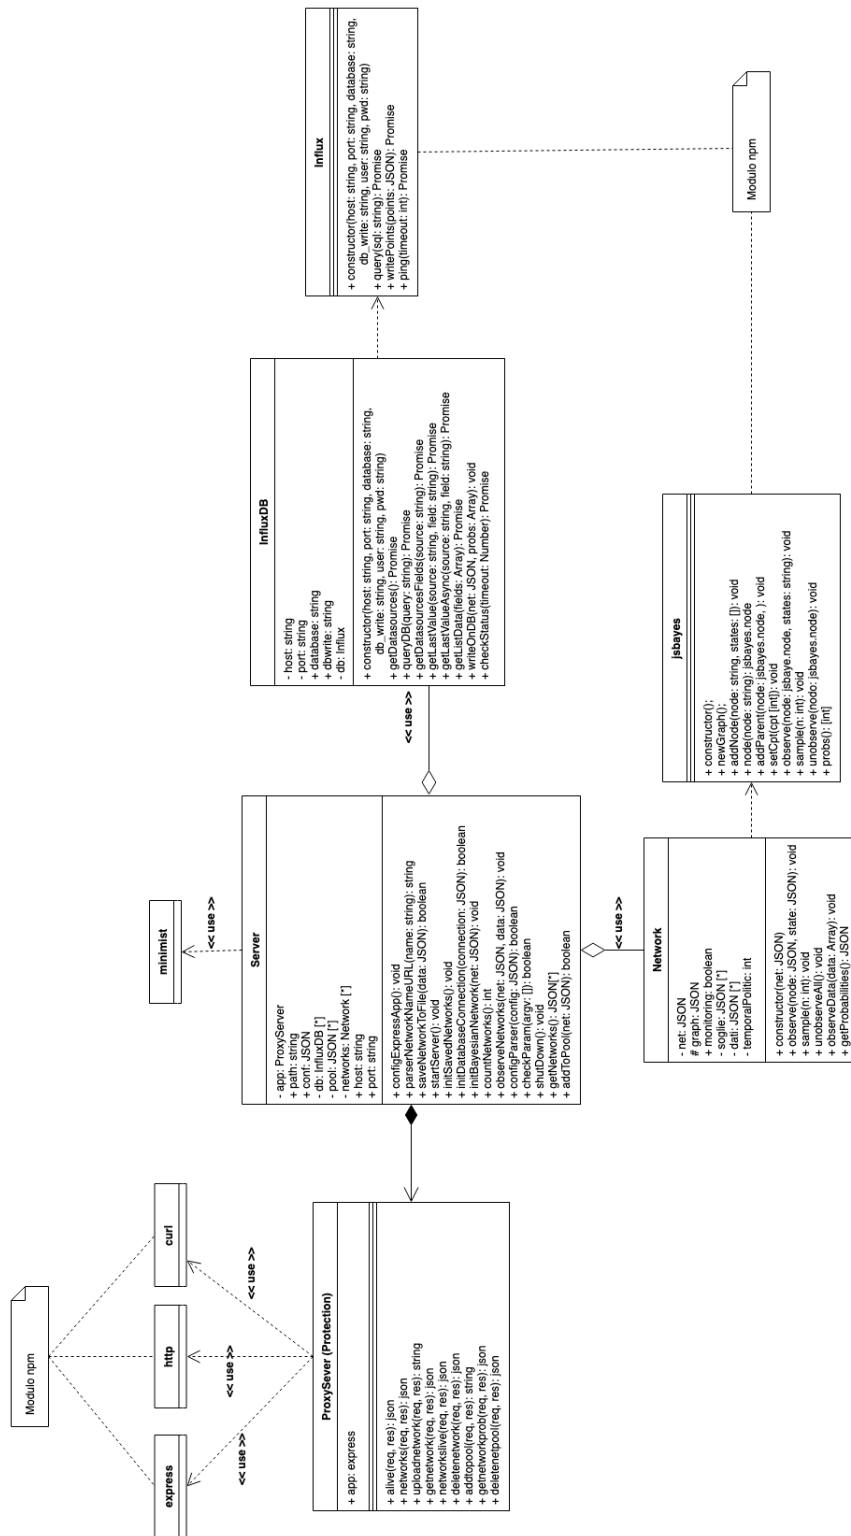 Modulo npm
express
http
curl
<< use >>
<< use >>
<< use >>
ProxySever (Protection)
+ app: express
+ alive(req, res): json
+ networks(req, res): json
+ uploadnetwork(req, res): string
+ getnetwork(req, res): json
+ networkslive(req, res): json
+ deletenetwork(req, res): json
+ addtopool(req, res): string
+ getnetworkprob(req, res): json
+ deletenetpool(req, res): json
minimist
<< use >>
Server
- app: ProxyServer
+ path: string
+ conf: JSON
- db: InfluxDB [*]
- pool: JSON [*]
- networks: Network [*]
+ host: string
+ port: string
+ configExpressApp(): void
+ parserNetworkNameURL(name: string): string
+ saveNetworkToFile(data: JSON): boolean
+ startServer(): void
+ initSavedNetworks(): void
+ initDatabaseConnection(connection: JSON): boolean
+ initBayesianNetwork(net: JSON): void
+ countNetworks(): int
+ observeNetworks(net: JSON, data: JSON): void
+ configParser(config: JSON): boolean
+ checkParam(argv: []): boolean
+ shutDown(): void
+ getNetworks(): JSON[*]
+ addToPool(net: JSON): boolean
<< use >>
<< use >>
InfluxDB
- host: string
- port: string
+ database: string
+ dbwrite: string
- db: Influx
+ constructor(host: string, port: string, database: string,
db_write: string, user: string, pwd: string)
+ getDatasources(): Promise
+ queryDB(query: string): Promise
+ getDatasourcesFields(source: string): Promise
+ getLastValue(source: string, field: string): Promise
+ getLastValueAsync(source: string, field: string): Promise
+ getListData(fields: Array): Promise
+ writeOnDB(net: JSON, probs: Array): void
+ checkStatus(timeout: Number): Promise
Influx
+ constructor(host: string, port: string, database: string,
db_write: string, user: string, pwd: string)
+ query(sql: string): Promise
+ writePoints(points: JSON): Promise
+ ping(timeout: int): Promise
Network
- net: JSON
# graph: JSON
+ monitoring: boolean
- soglie: JSON [*]
- dati: JSON [*]
- temporalPolitic: int
+ constructor(net: JSON)
+ observe(node: JSON, state: JSON): void
+ sample(n: int): void
+ unobserveAll(): void
+ observeData(data: Array): void
+ getProbabilities(): JSON
jsbayes
+ constructor();
+ newGraph();
+ addNode(node: string, states: []): void
+ node(node: string): jsbayes.node
+ addParent(node: jsbayes.node, ): void
+ setCpt(cpt [int]): void
+ observe(node: jsbaye.node, states: string): void
+ sample(n: int): void
+ unobserve(nodo: jsbayes.node): void
+ probs(): [int]
Modulo npm